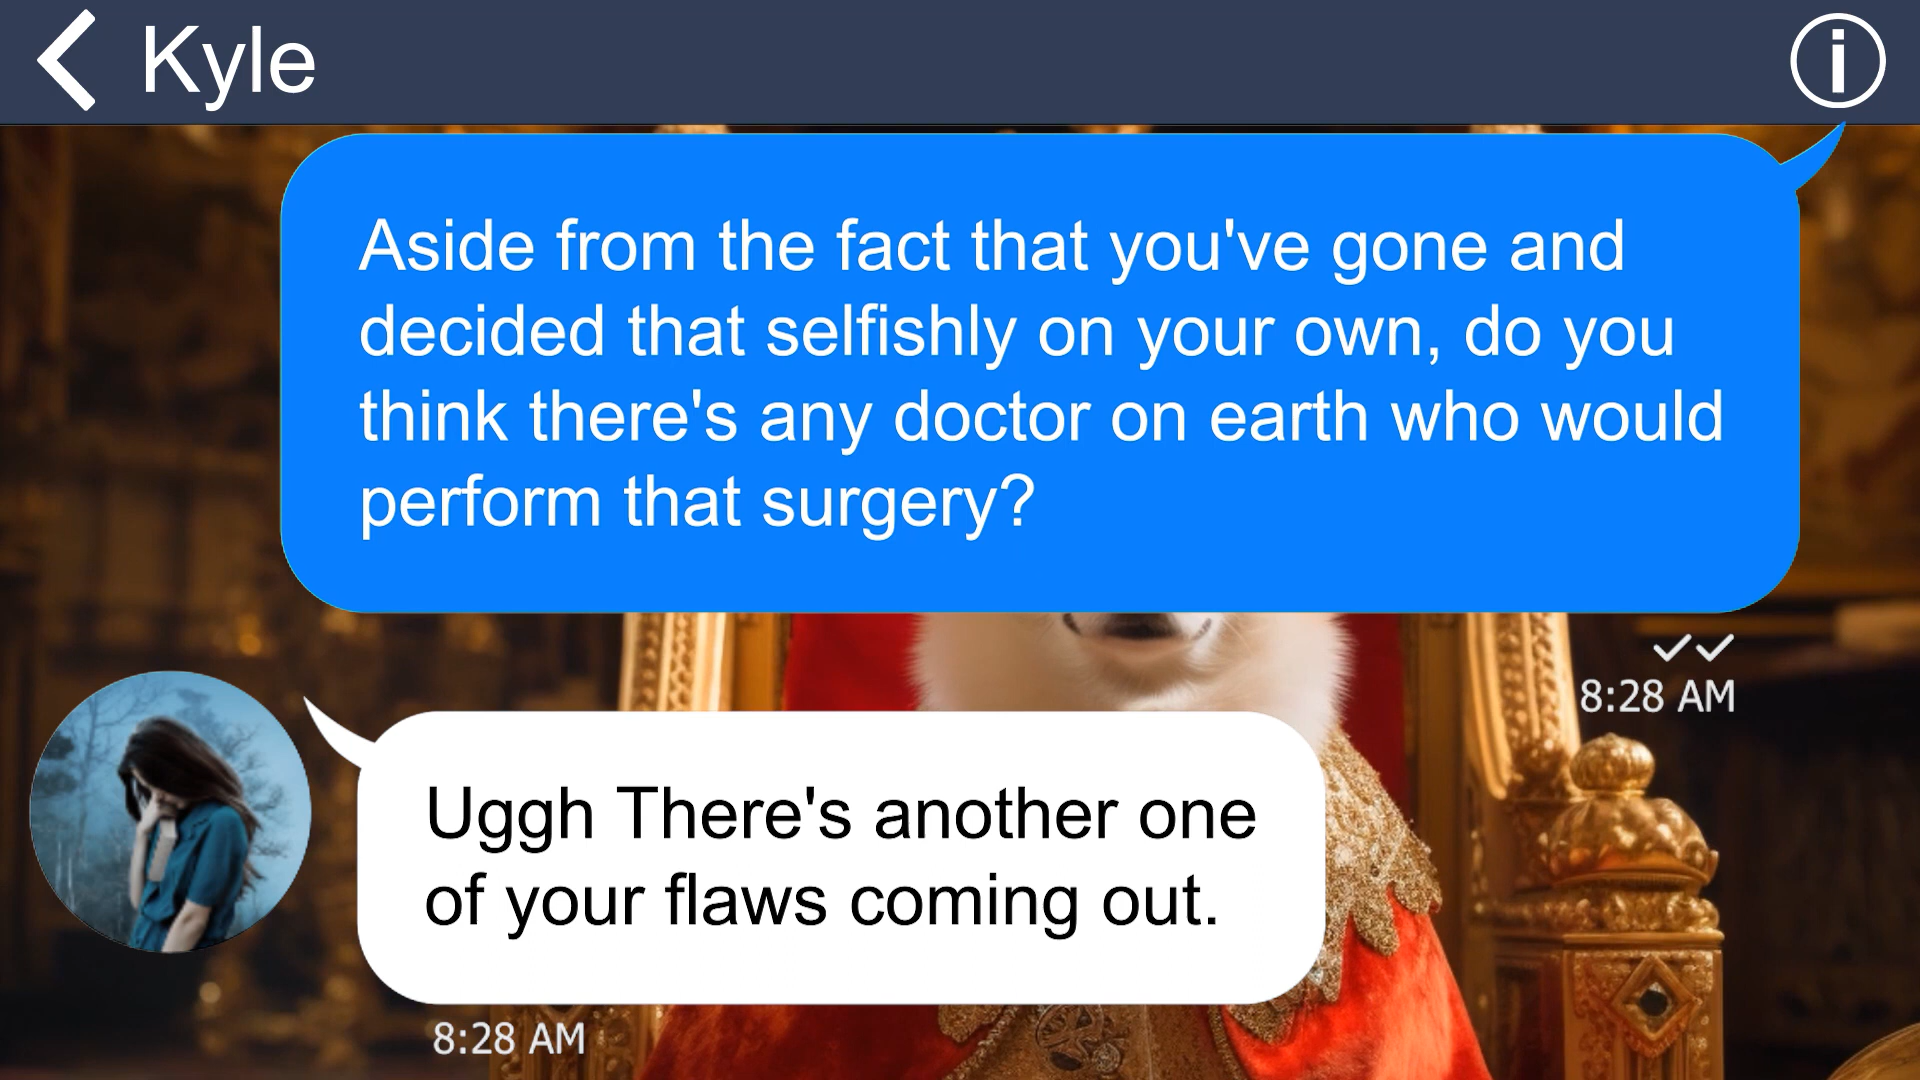 Kyle
Aside from the fact that you've gone and
decided that selfishly on your own, do you
think there's any doctor on earth who would
perform that surgery?
8:28 AM
Uggh There's another one
of your flaws coming out.
8:28 AM